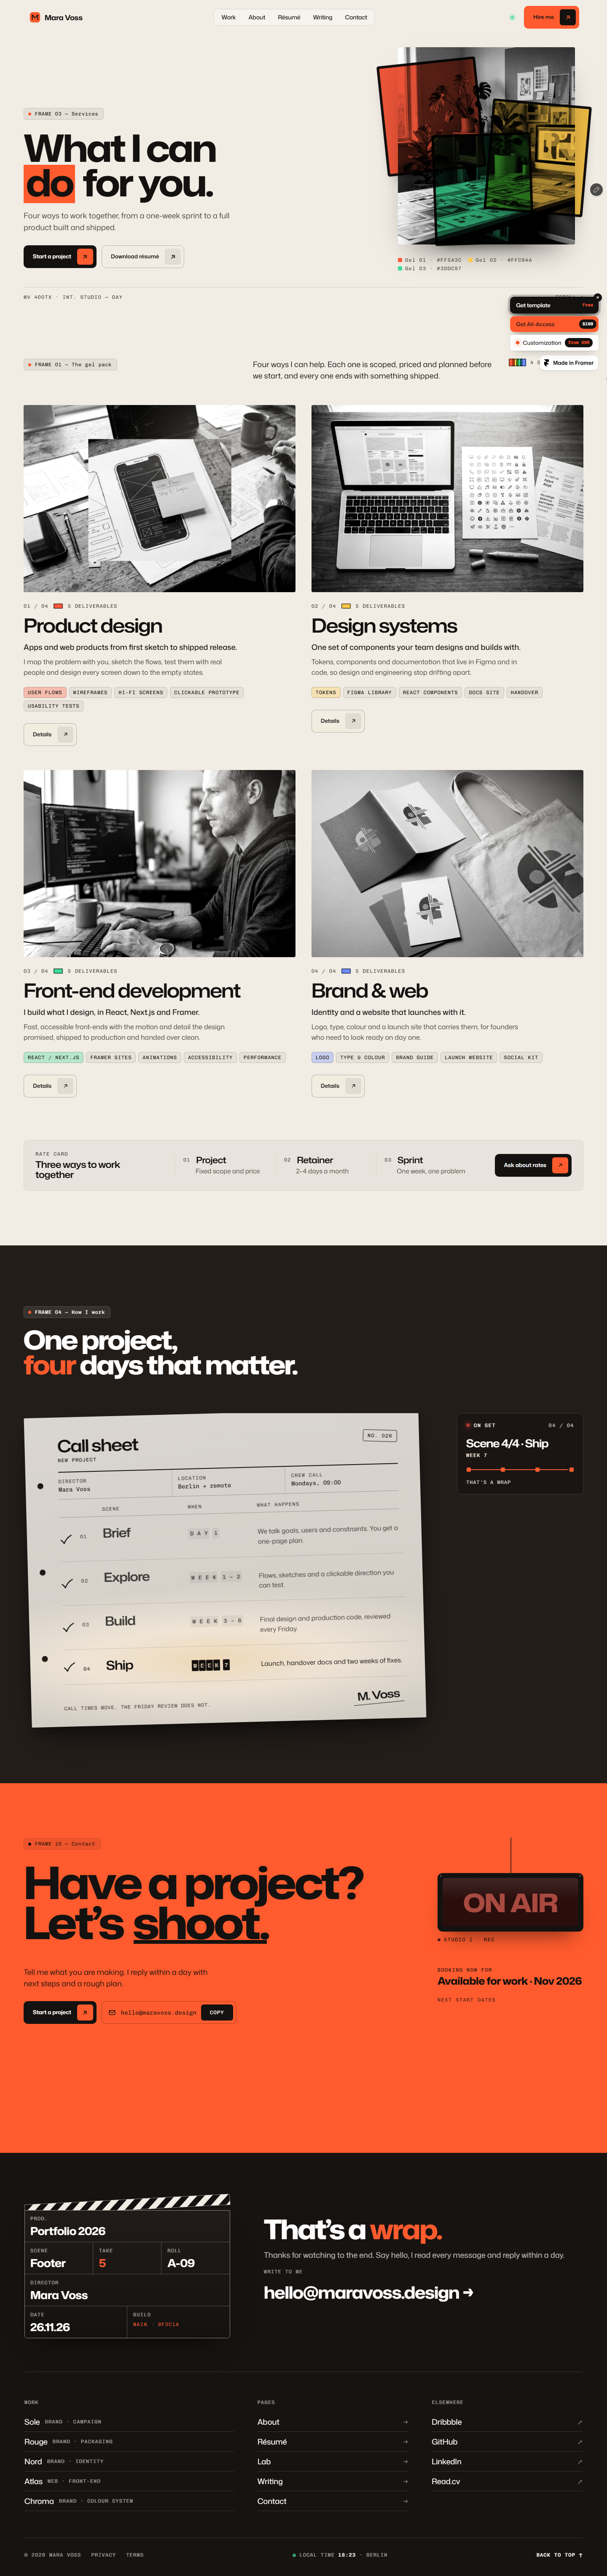 Mara Voss
Work About Résumé Writing Contact
Hire me
FRAME 03 — Services
What I can
do for you.
Four ways to work together, from a one-week sprint to a full
product built and shipped.
Start a project
Download résumé
Gel 01 · #FF5A3C Gel 02 · #FFC94A
Gel 03 · #3DDC97
WV 400TX · INT. STUDIO — DAY
Get template Free
Get All-Access $199
Customization
Made in Framer
FRAME 01 — The gel pack
Four ways I can help. Each one is scoped, priced and planned before
we start, and every one ends with something shipped.
01 / 04 5 DELIVERABLES
Product design
Apps and web products from first sketch to shipped release.
I map the problem with you, sketch the flows, test them with real
people and design every screen down to the empty states.
USER FLOWS WIREFRAMES HI-FI SCREENS CLICKABLE PROTOTYPE
USABILITY TESTS
Details
02 / 04 5 DELIVERABLES
Design systems
One set of components your team designs and builds with.
Tokens, components and documentation that live in Figma and in
code, so design and engineering stop drifting apart.
TOKENS FIGMA LIBRARY REACT COMPONENTS DOCS SITE HANDOVER
Details
03 / 04 5 DELIVERABLES
Front-end development
I build what I design, in React, Next.js and Framer.
Fast, accessible front-ends with the motion and detail the design
promised, shipped to production and handed over clean.
REACT / NEXT.JS FRAMER SITES ANIMATIONS ACCESSIBILITY PERFORMANCE
Details
04 / 04 5 DELIVERABLES
Brand & web
Identity and a website that launches with it.
Logo, type, colour and a launch site that carries them, for founders
who need to look ready on day one.
LOGO TYPE & COLOUR BRAND GUIDE LAUNCH WEBSITE SOCIAL KIT
Details
RATE CARD
Three ways to work
together
01 Project
Fixed scope and price
02 Retainer
2–4 days a month
03 Sprint
One week, one problem
Ask about rates
FRAME 04 — How I work
One project,
four days that matter.
Call sheet
NEW PROJECT
NO. 026
DIRECTOR
Mara Voss
LOCATION
Berlin + remote
CREW CALL
Mondays, 09:00
SCENE WHEN WHAT HAPPENS
01 Brief DAY 1
We talk goals, users and constraints. You get a
one-page plan.
02 Explore WEEK 1–2
Flows, sketches and a clickable direction you
can test.
03 Build WEEK 3–6
Final design and production code, reviewed
every Friday.
04 Ship WEEK 7
Launch, handover docs and two weeks of fixes.
CALL TIMES MOVE. THE FRIDAY REVIEW DOES NOT.
M. Voss
ON SET 04 / 04
Scene 4/4 · Ship
WEEK 7
THAT'S A WRAP
FRAME 15 — Contact
Have a project?
Let’s shoot.
Tell me what you are making. I reply within a day with
next steps and a rough plan.
Start a project
hello@maravoss.design COPY
ON AIR
STUDIO 1 · REC
BOOKING NOW FOR
Available for work · Nov 2026
NEXT START DATES
PROD.
Portfolio 2026
SCENE
Footer
TAKE
5
ROLL
A-09
DIRECTOR
Mara Voss
DATE
26.11.26
BUILD
That’s a wrap.
Thanks for watching to the end. Say hello, I read every message and reply within a day.
WRITE TO ME
hello@maravoss.design →
WORK
Sole BRAND · CAMPAIGN
Rouge BRAND · PACKAGING
Nord BRAND · IDENTITY
Atlas WEB · FRONT-END
Chroma BRAND · COLOUR SYSTEM
PAGES
About →
Résumé →
Lab →
Writing →
Contact →
ELSEWHERE
Dribbble ↗
GitHub ↗
LinkedIn ↗
Read.cv ↗
© 2026 MARA VOSS PRIVACY TERMS
LOCAL TIME 18:23 · BERLIN
BACK TO TOP ↑